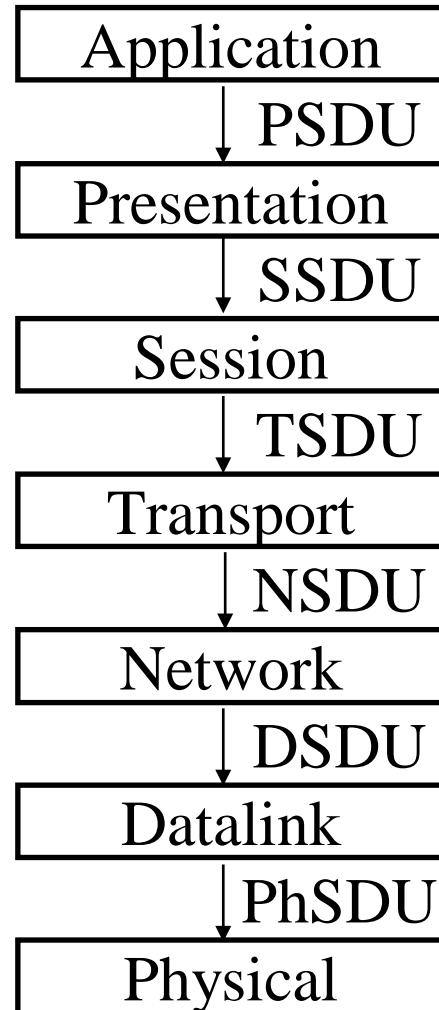 Application
PSDU
Presentation
SSDU
Session
TSDU
Transport
NSDU
Network
DSDU
Datalink
PhSDU
Physical